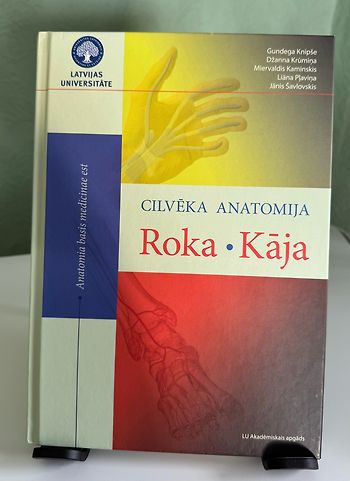 LATVIJAS
UNIVERSITĀTE
Gundega Knipše
Džanna Krūmiņa
Miervaldis Kaminskis
Liāna Pļaviņa
Jānis Šavlovskis
Anatomia basis medicinae est
CILVĒKA ANATOMIJA
Roka • Kāja
LU Akadēmiskais apgāds